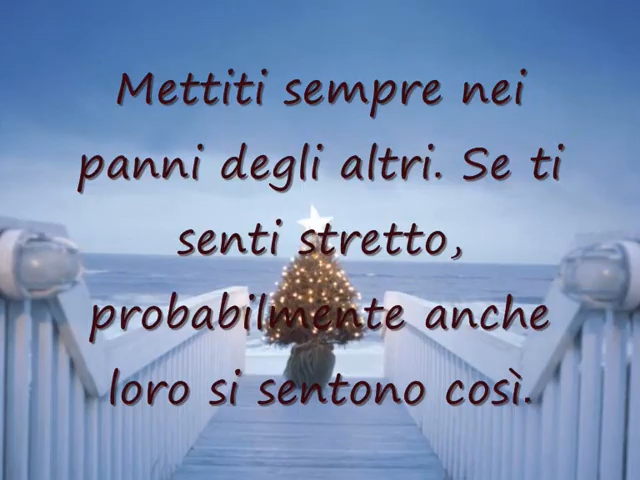 Mettiti sempre nei
panni degli altri. Se ti
senti stretto,
probabilmente anche
loro si sentono così.